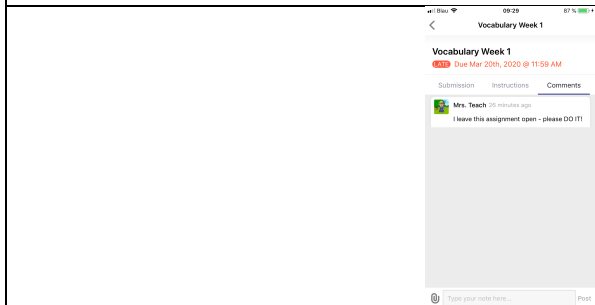 Blau 09:29 87 %
Vocabulary Week 1
Vocabulary Week 1
LATE Due Mar 20th, 2020 @ 11:59 AM
Submission Instructions Comments
Mrs. Teach 26 minutes ago
I leave this assignment open - please DO IT!
Type your note here... Post